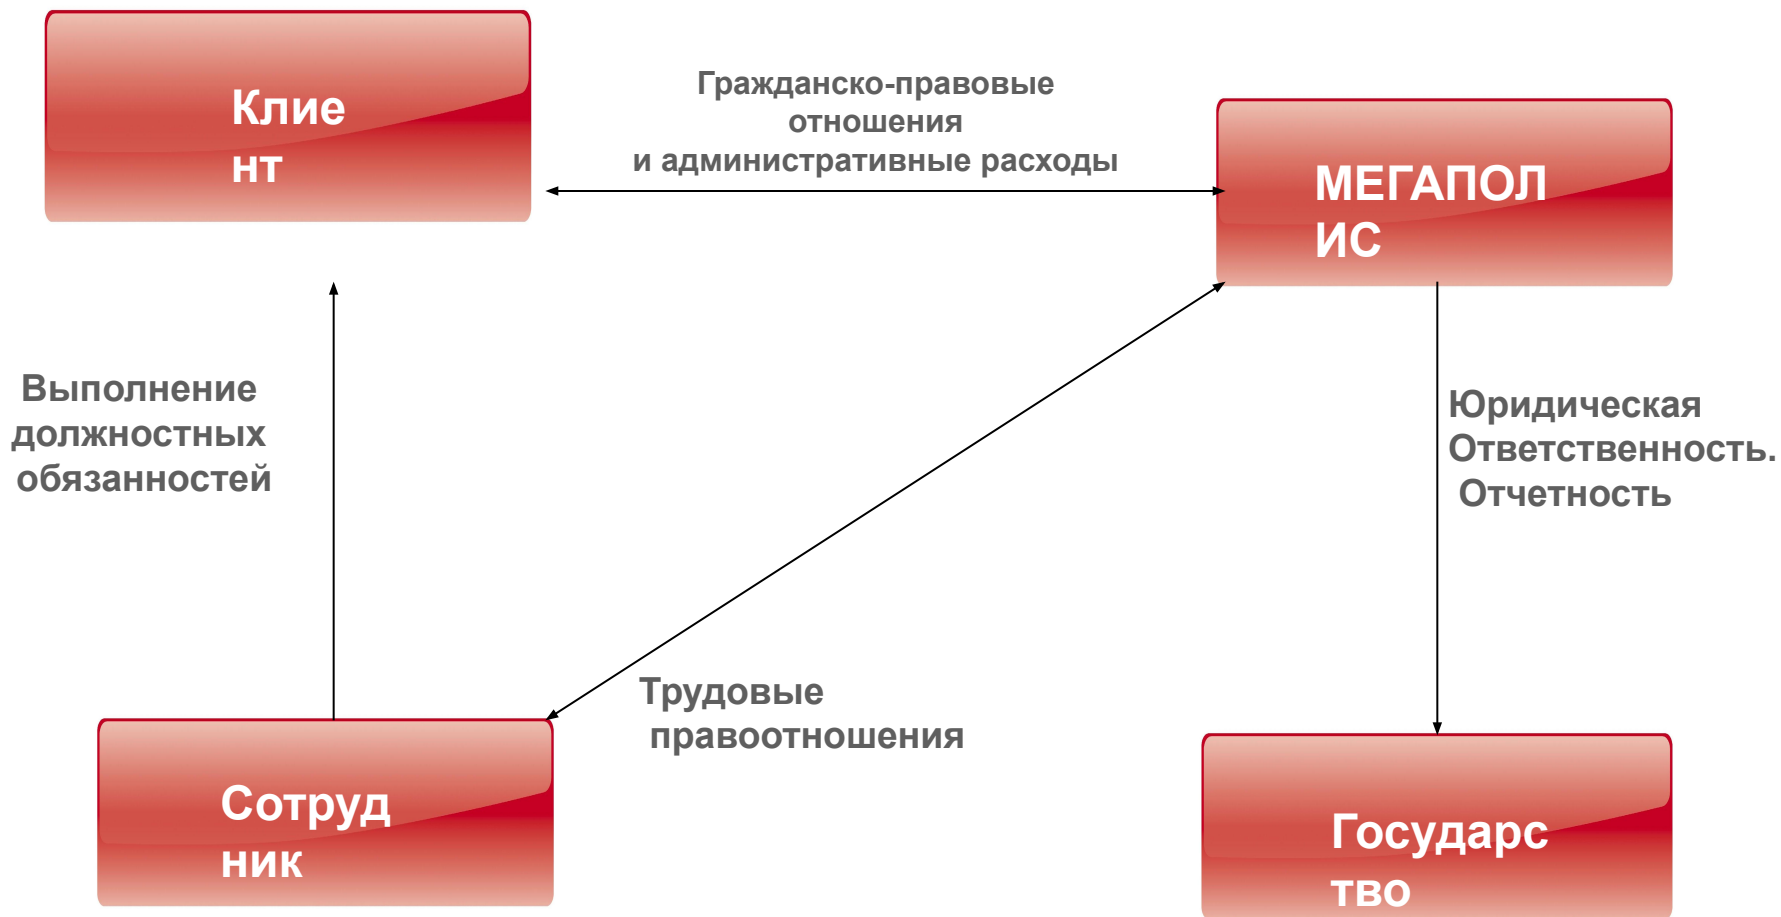 Клие
нт
Гражданско-правовые
отношения
и административные расходы
МЕГАПОЛ
ИС
Выполнение
должностных
обязанностей
Юридическая
Ответственность.
Отчетность
Трудовые
правоотношения
Сотруд
ник
Государс
тво